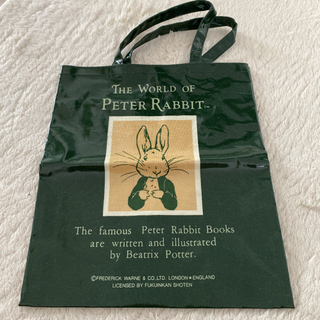 THE WORLD OF
PETER RABBIT™
The famous Peter Rabbit Books
are written and illustrated
by Beatrix Potter.
©FREDERICK WARNE & CO.,LTD. LONDON★ENGLAND
LICENSED BY FUKUINKAN SHOTEN